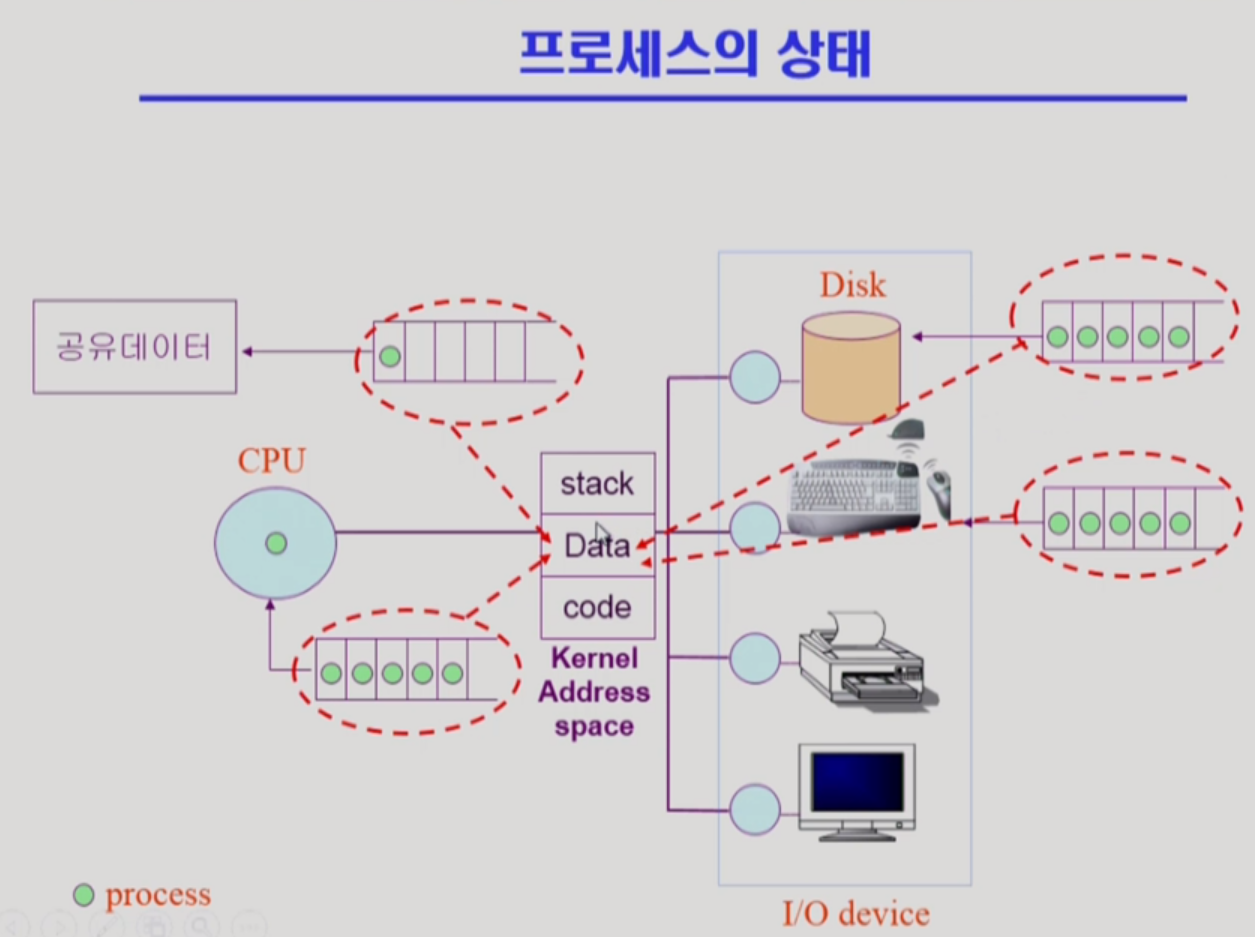 프로세스의 상태
Disk
공유데이터
CPU
stack
Data
code
Kernel
Address
space
process
I/O device